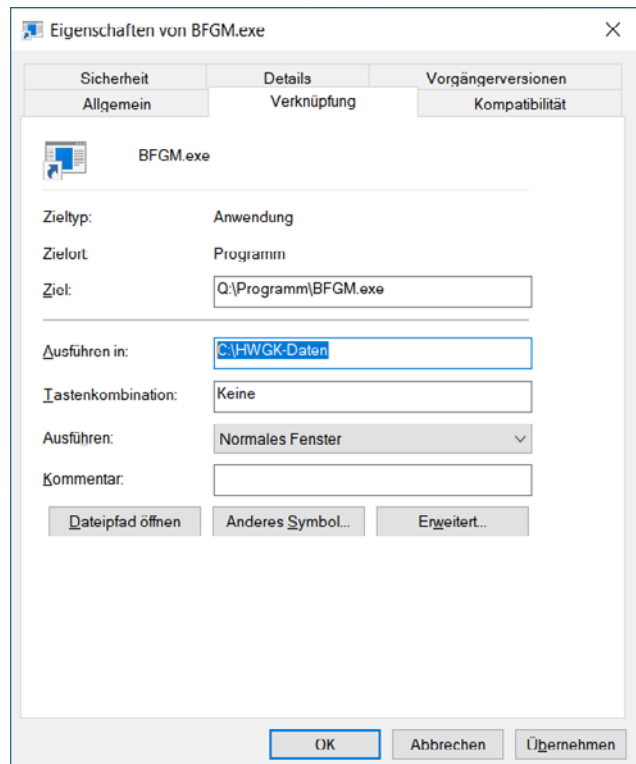 Eigenschaften von BFGM.exe
Sicherheit Details Vorgängerversionen
Allgemein Verknüpfung Kompatibilität
BFGM.exe
Zieltyp: Anwendung
Zielort Programm
Ziel: Q:\Programm\BFGM.exe
Ausführen in: C:\HWGK-Daten
Tastenkombination: Keine
Ausführen: Normales Fenster
Kommentar:
Dateipfad öffnen Anderes Symbol... Erweitert...
OK Abbrechen Übernehmen